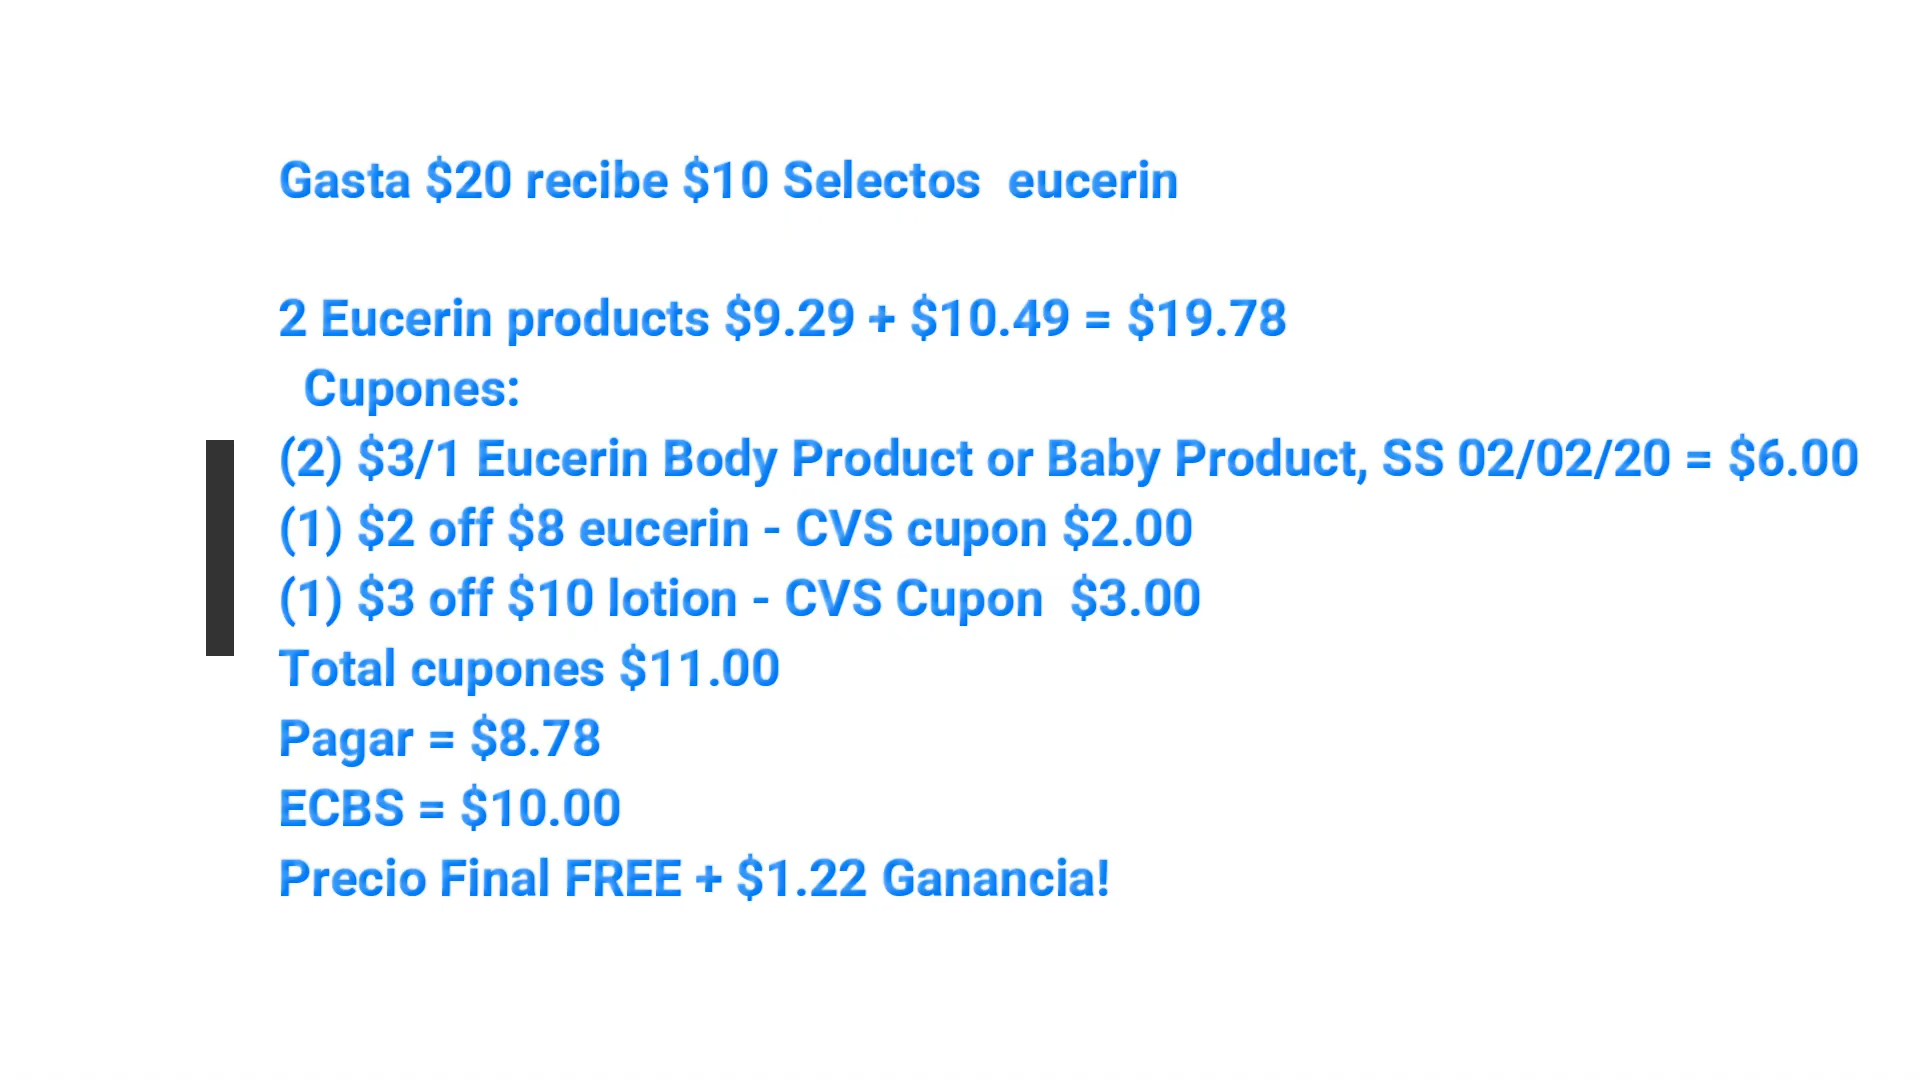 Gasta $20 recibe $10 Selectos  eucerin
2 Eucerin products $9.29 + $10.49 = $19.78
Cupones:
(2) $3/1 Eucerin Body Product or Baby Product, SS 02/02/20 = $6.00
(1) $2 off $8 eucerin - CVS cupon $2.00
(1) $3 off $10 lotion - CVS Cupon  $3.00
Total cupones $11.00
Pagar = $8.78
ECBS = $10.00
Precio Final FREE + $1.22 Ganancia!